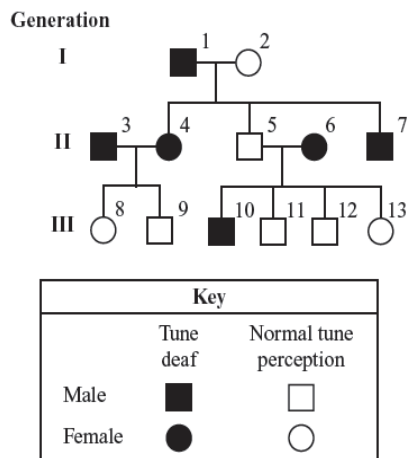 Generation
I
1
2
II
3
4
5
6
7
III
8
9
10
11
12
13
Key
Tune
deaf
Normal tune
perception
Male
Female